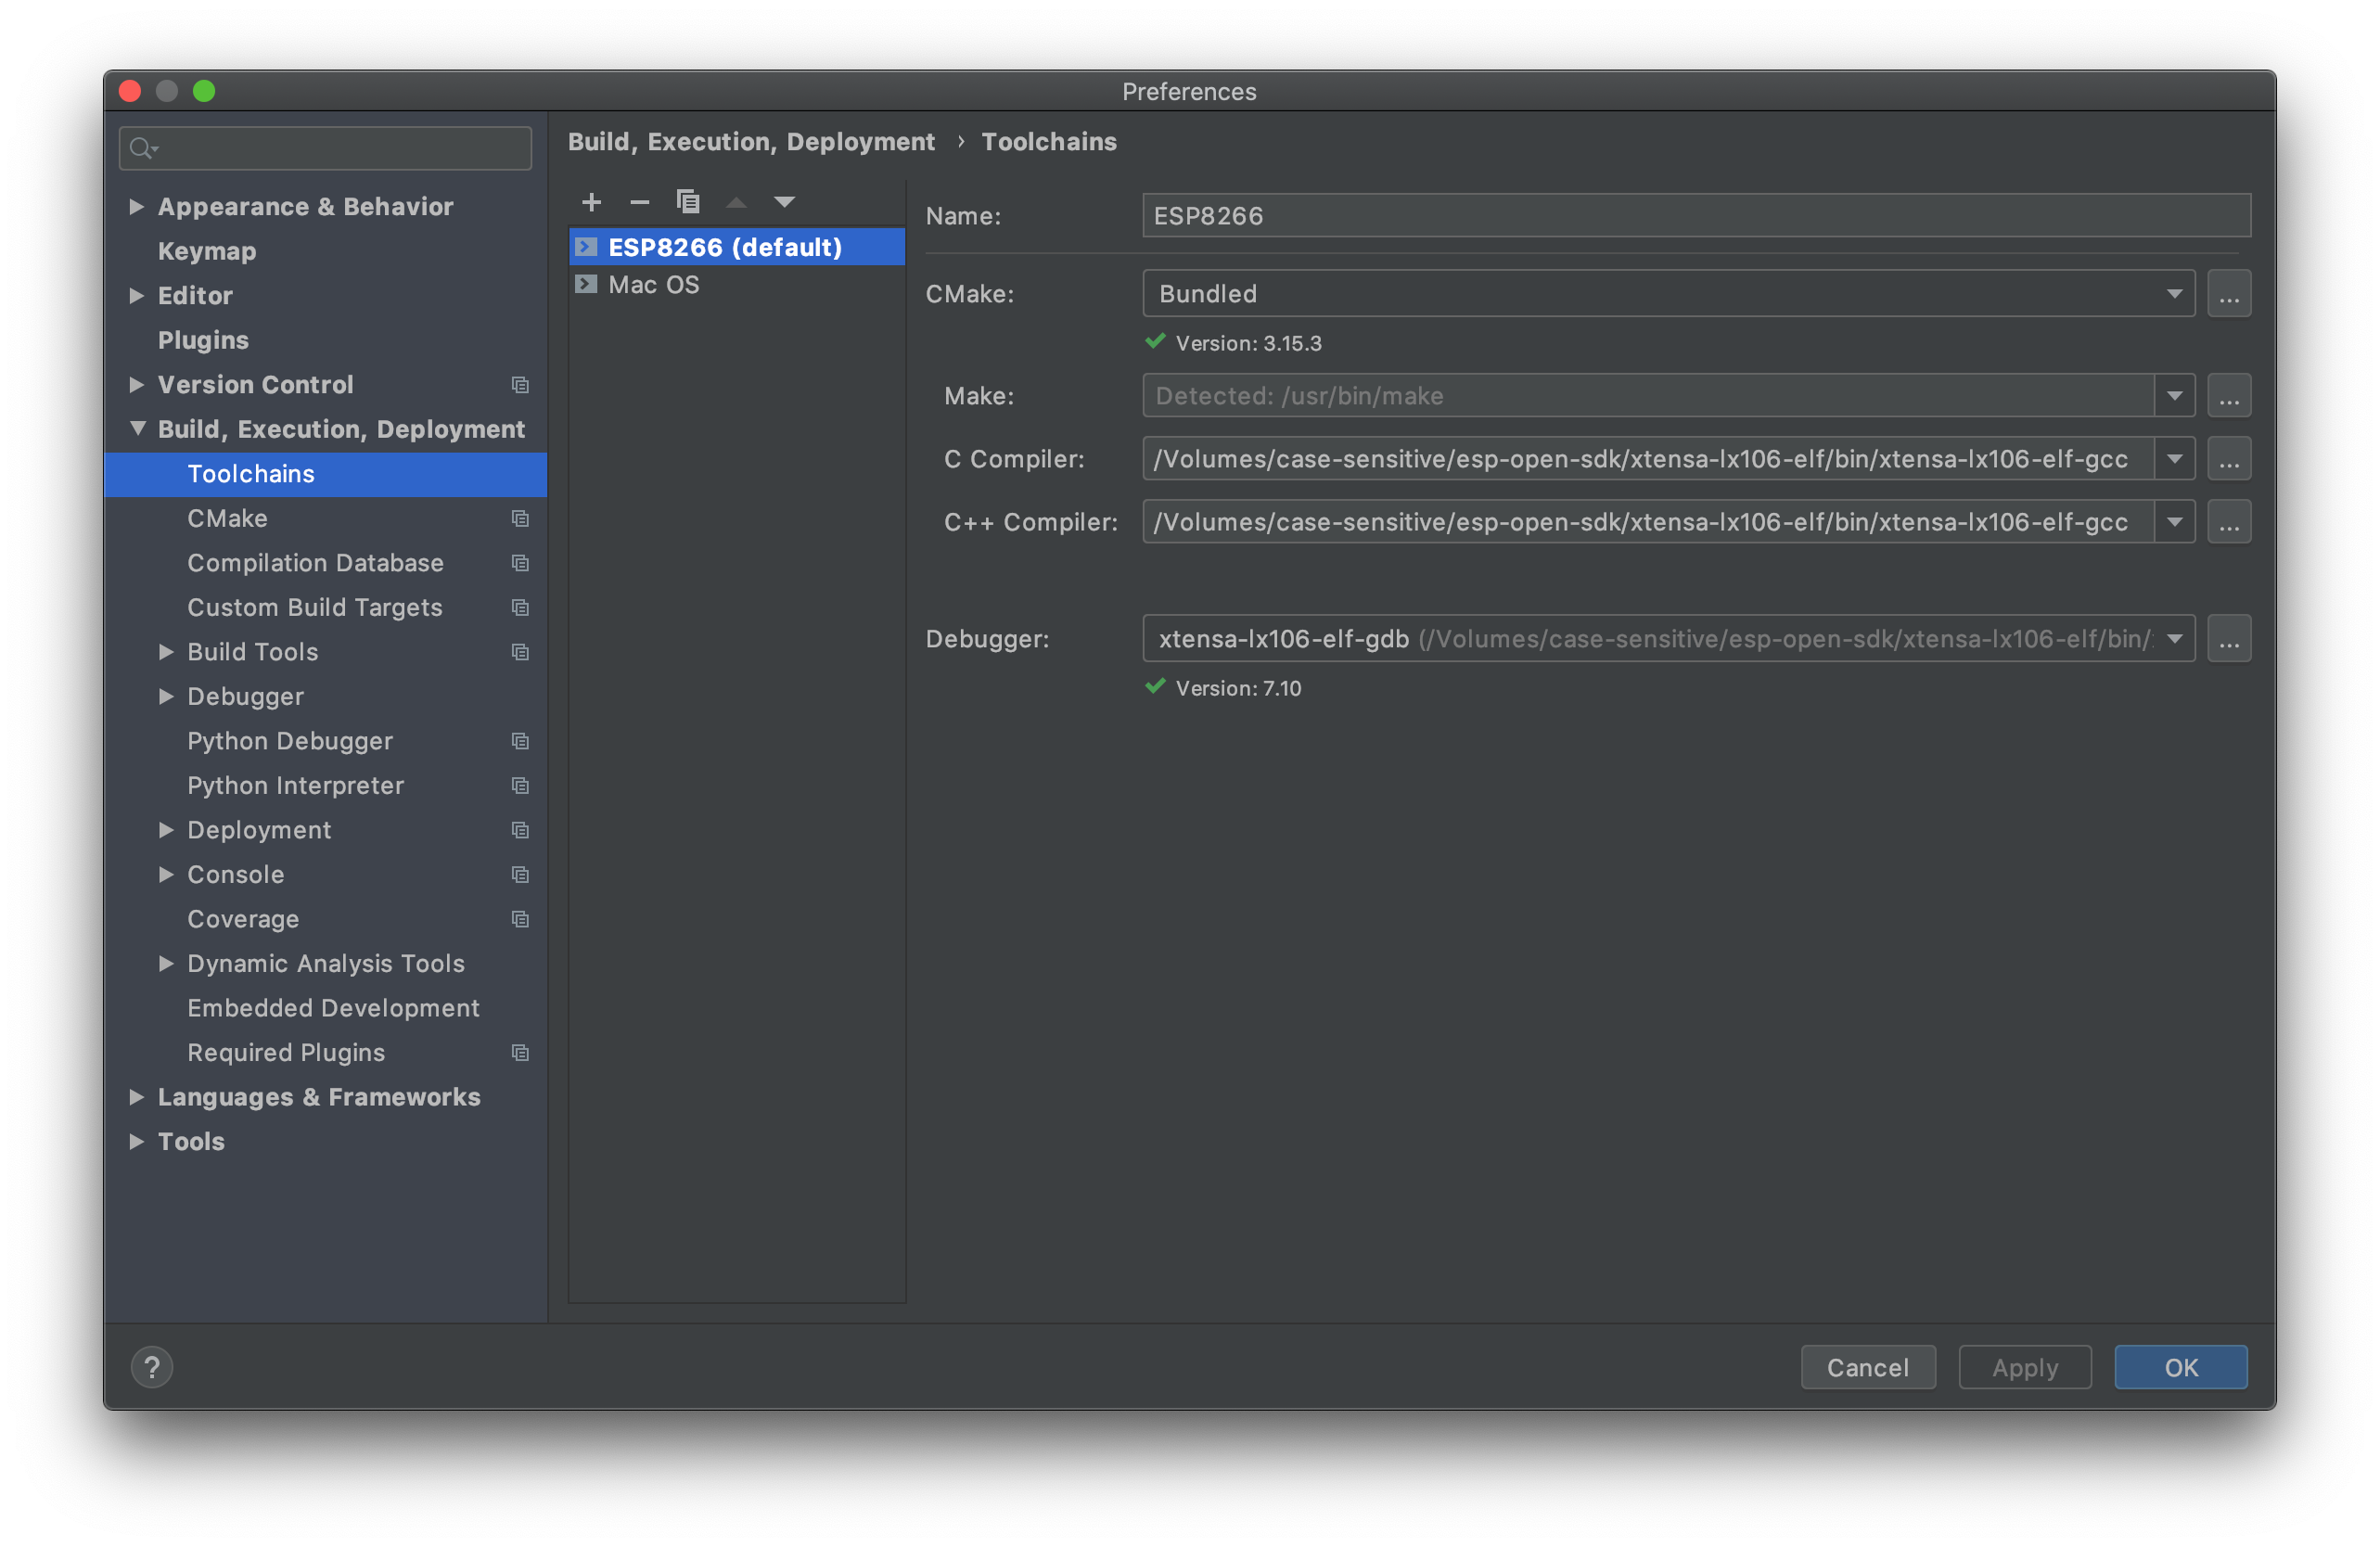 Preferences
Appearance & Behavior
Keymap
Editor
Plugins
Version Control
Build, Execution, Deployment
Toolchains
CMake
Compilation Database
Custom Build Targets
Build Tools
Debugger
Python Debugger
Python Interpreter
Deployment
Console
Coverage
Dynamic Analysis Tools
Embedded Development
Required Plugins
Languages & Frameworks
Tools
Build, Execution, Deployment › Toolchains
ESP8266 (default)
Mac OS
Name: ESP8266
CMake: Bundled ...
Version: 3.15.3
Make: Detected: /usr/bin/make ...
C Compiler: /Volumes/case-sensitive/esp-open-sdk/xtensa-lx106-elf/bin/xtensa-lx106-elf-gcc ...
C++ Compiler: /Volumes/case-sensitive/esp-open-sdk/xtensa-lx106-elf/bin/xtensa-lx106-elf-gcc ...
Debugger: xtensa-lx106-elf-gdb (/Volumes/case-sensitive/esp-open-sdk/xtensa-lx106-elf/bin/ ...
Version: 7.10
? Cancel Apply OK